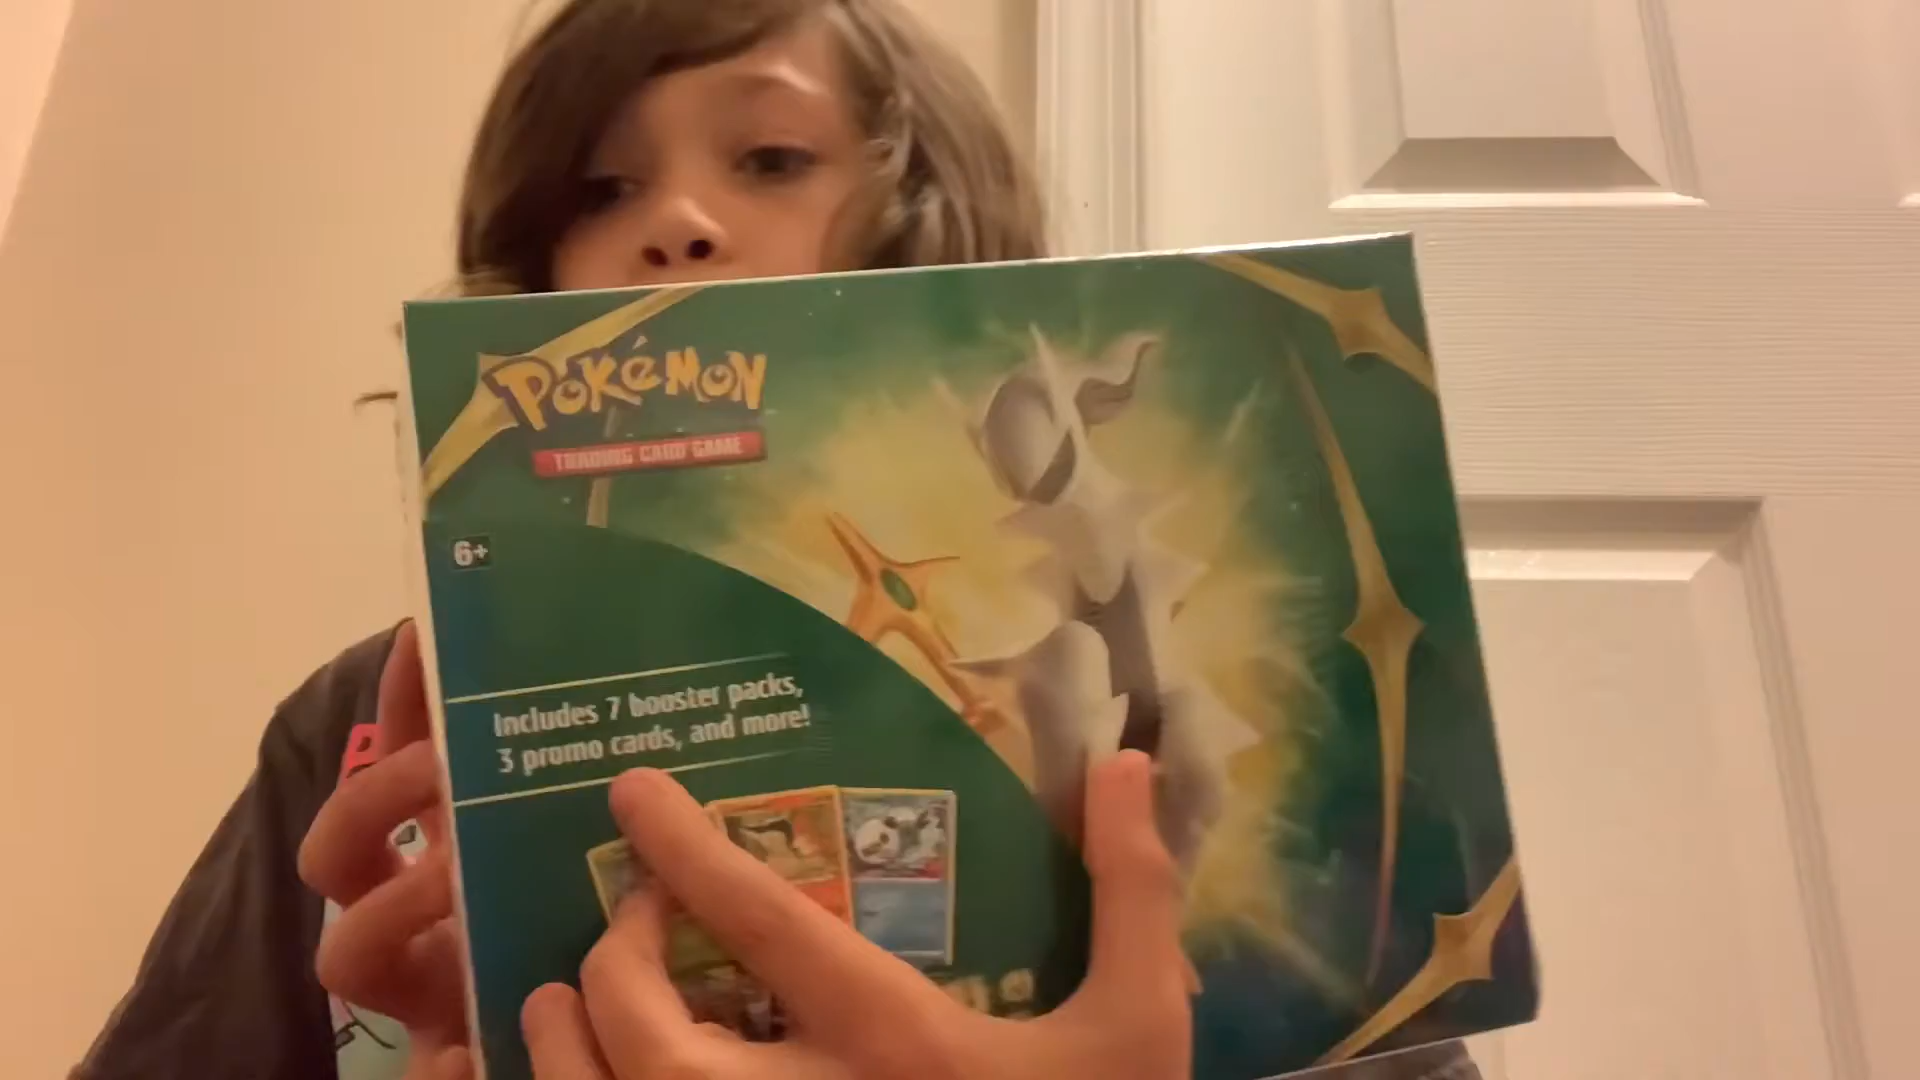 POKéMON
TRADING CARD GAME
6+
Includes 7 booster packs,
3 promo cards, and more!